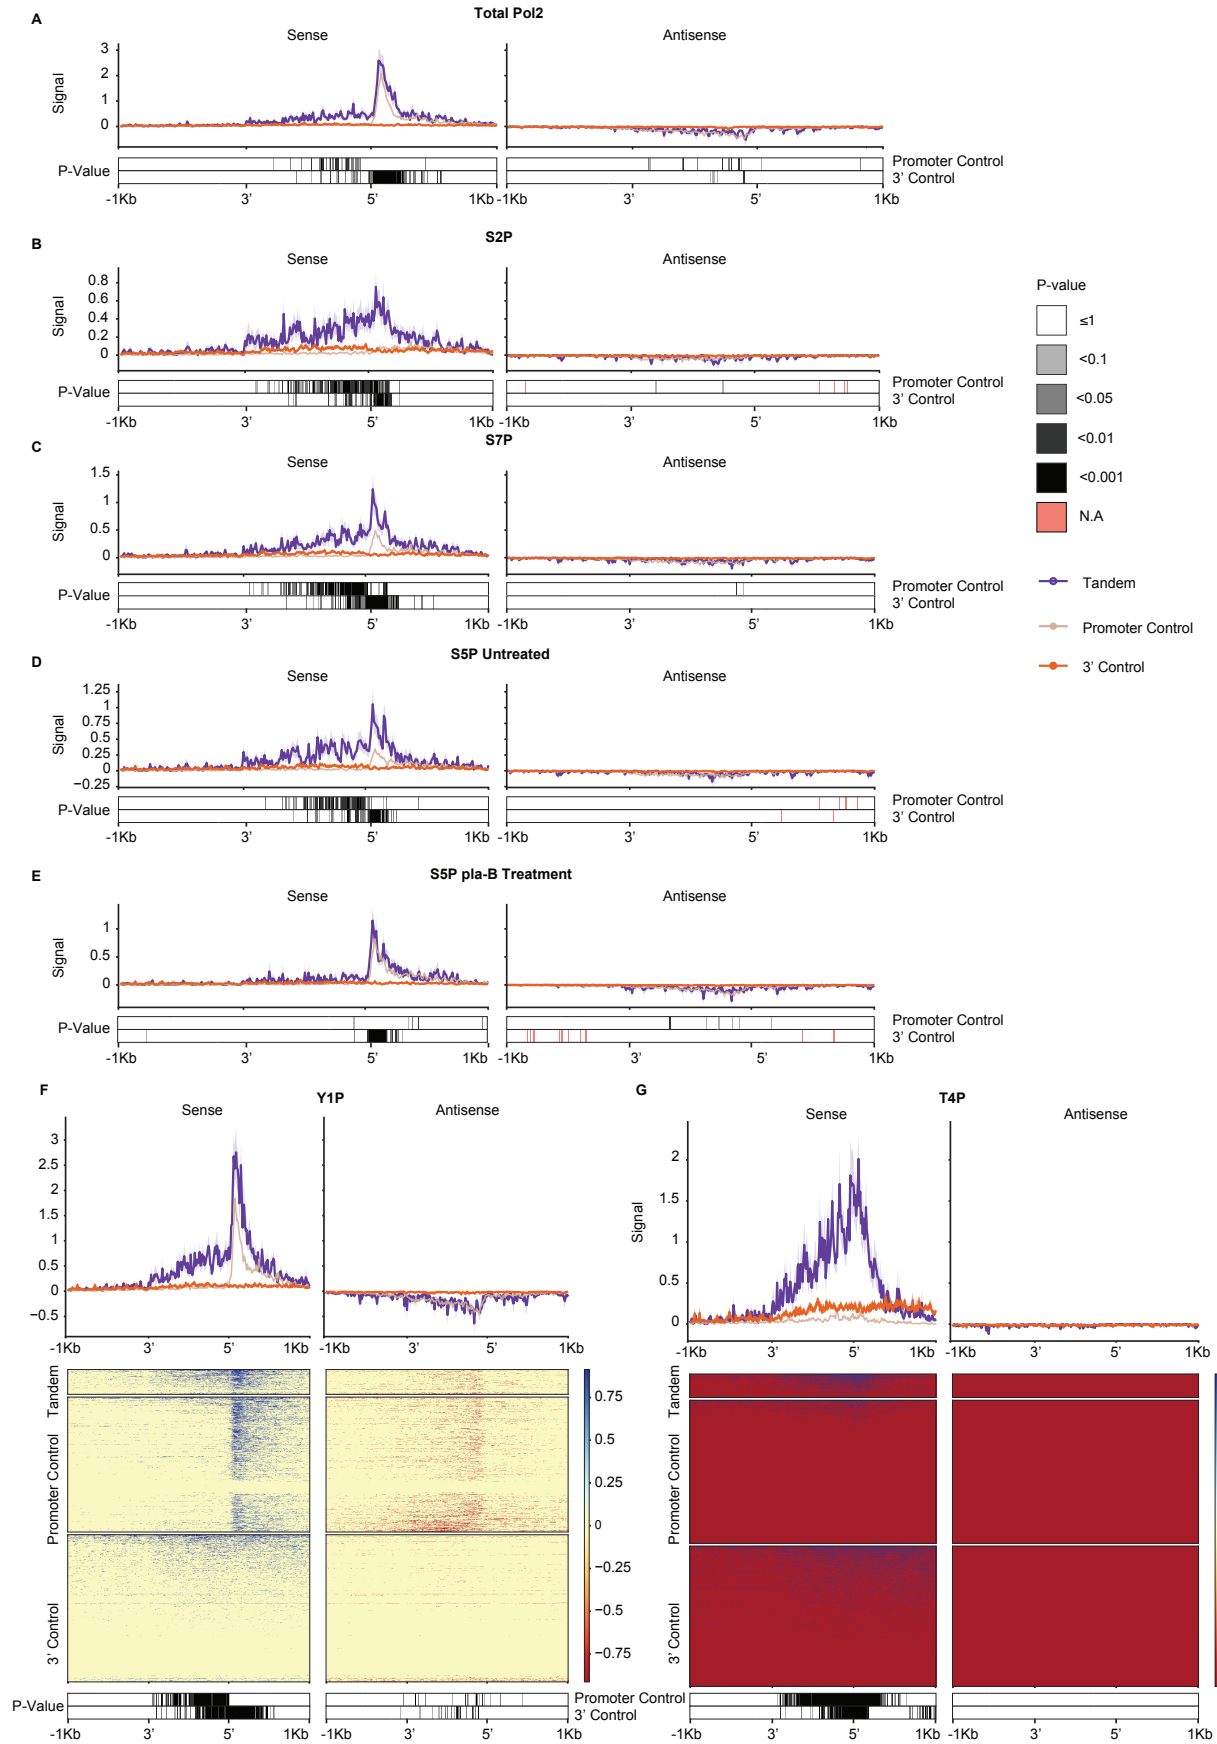 A
Total Pol2
Sense
Antisense
Signal
3
2
1
0
P-Value
Promoter Control
3' Control
-1Kb 3' 5' 1Kb -1Kb 3' 5' 1Kb
B
S2P
Sense
Antisense
Signal
0.8
0.6
0.4
0.2
0
P-Value
Promoter Control
3' Control
-1Kb 3' 5' 1Kb -1Kb 3' 5' 1Kb
P-value
≤1
<0.1
<0.05
<0.01
<0.001
N.A
Tandem
Promoter Control
3' Control
C
S7P
Sense
Antisense
Signal
1.5
1
0.5
0
P-Value
Promoter Control
3' Control
-1Kb 3' 5' 1Kb -1Kb 3' 5' 1Kb
D
S5P Untreated
Sense
Antisense
Signal
1.25
1
0.75
0.5
0.25
0
−0.25
P-Value
Promoter Control
3' Control
-1Kb 3' 5' 1Kb -1Kb 3' 5' 1Kb
E
S5P pla-B Treatment
Sense
Antisense
Signal
1
0.5
0
P-Value
Promoter Control
3' Control
-1Kb 3' 5' 1Kb -1Kb 3' 5' 1Kb
F
Y1P
Sense
Antisense
3
2.5
2
1.5
1
0.5
0
−0.5
-1Kb 3' 5' 1Kb -1Kb 3' 5' 1Kb
Tandem
Promoter Control
3' Control
0.75
0.5
0.25
0
−0.25
−0.5
−0.75
P-Value
Promoter Control
3' Control
-1Kb 3' 5' 1Kb -1Kb 3' 5' 1Kb
G
T4P
Sense
Antisense
Signal
2
1.5
1
0.5
0
-1Kb 3' 5' 1Kb -1Kb 3' 5' 1Kb
Tandem
Promoter Control
3' Control
-1Kb 3' 5' 1Kb -1Kb 3' 5' 1Kb